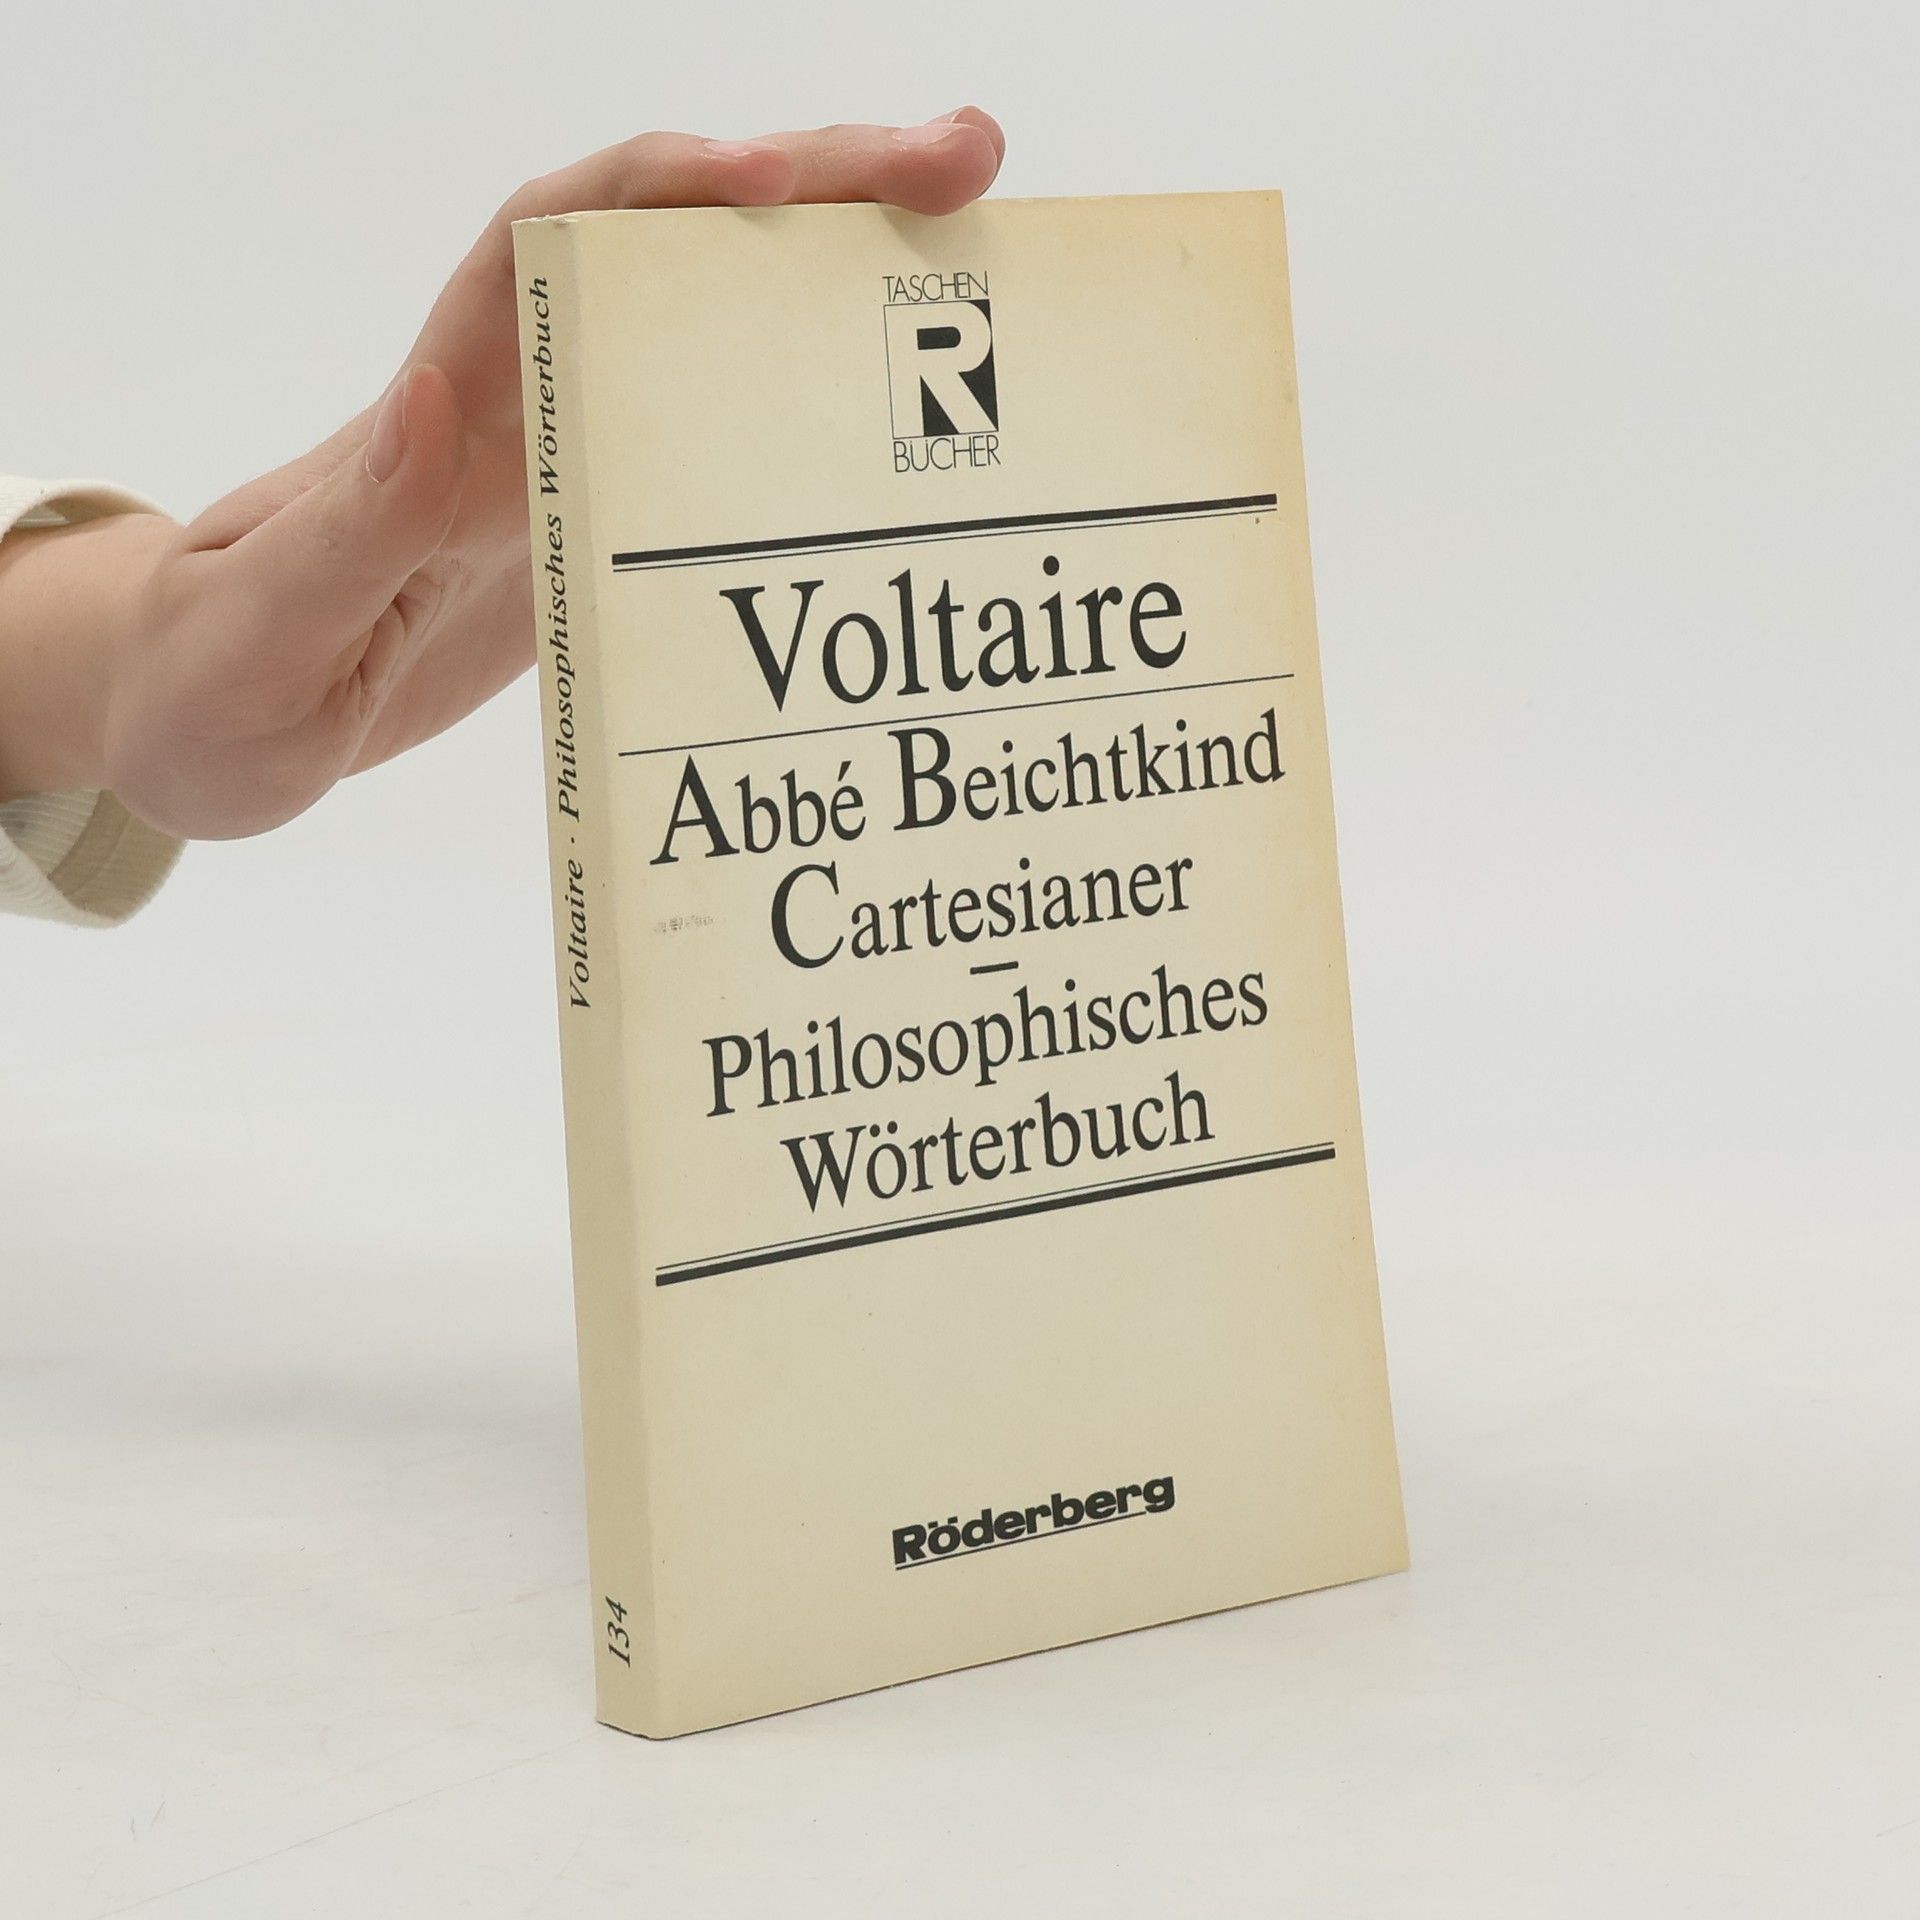 TASCHEN
R
BÜCHER
Voltaire
Abbé Beichtkind
Cartesianer
–
Philosophisches
Wörterbuch
Röderberg
Voltaire · Philosophisches Wörterbuch
134